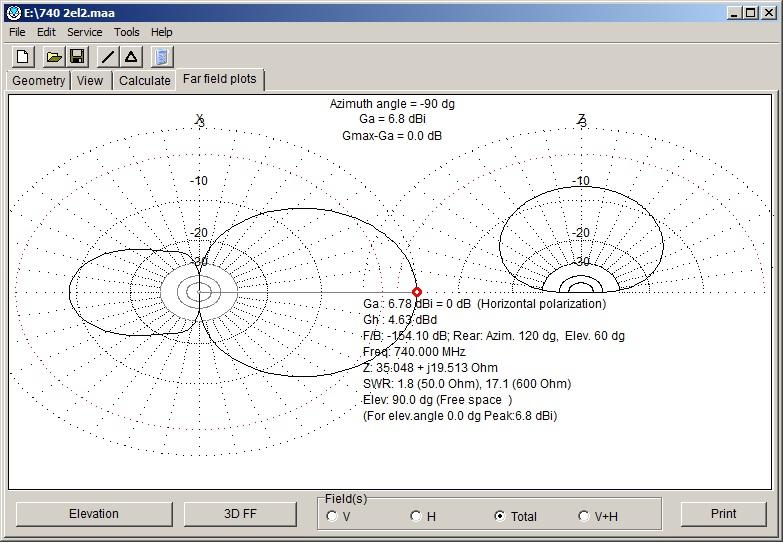 E:\740 2el2.maa
File Edit Service Tools Help
Geometry View Calculate Far field plots
Azimuth angle = -90 dg
Ga = 6.8 dBi
Gmax-Ga = 0.0 dB
X Z
-3 -3
-10 -10
-20 -20
-30 -30
Ga : 6.78 dBi = 0 dB (Horizontal polarization)
Gh : 4.63 dBd
F/B: -154.10 dB; Rear: Azim. 120 dg, Elev. 60 dg
Freq: 740.000 MHz
Z: 35.048 + j19.513 Ohm
SWR: 1.8 (50.0 Ohm), 17.1 (600 Ohm)
Elev: 90.0 dg (Free space )
(For elev.angle 0.0 dg Peak:6.8 dBi)
Field(s)
Elevation 3D FF V H Total V+H Print